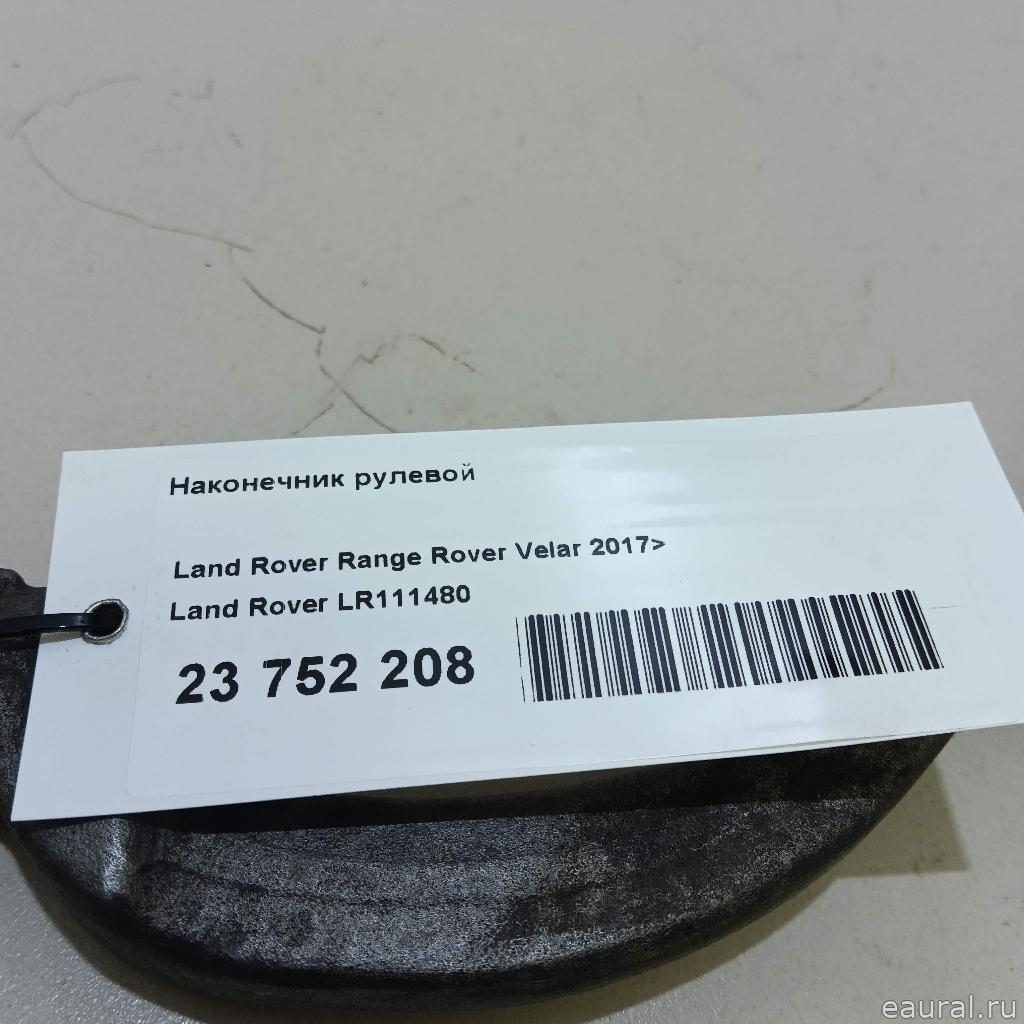 Наконечник рулевой
Land Rover Range Rover Velar 2017>
Land Rover LR111480
23 752 208
eaural.ru